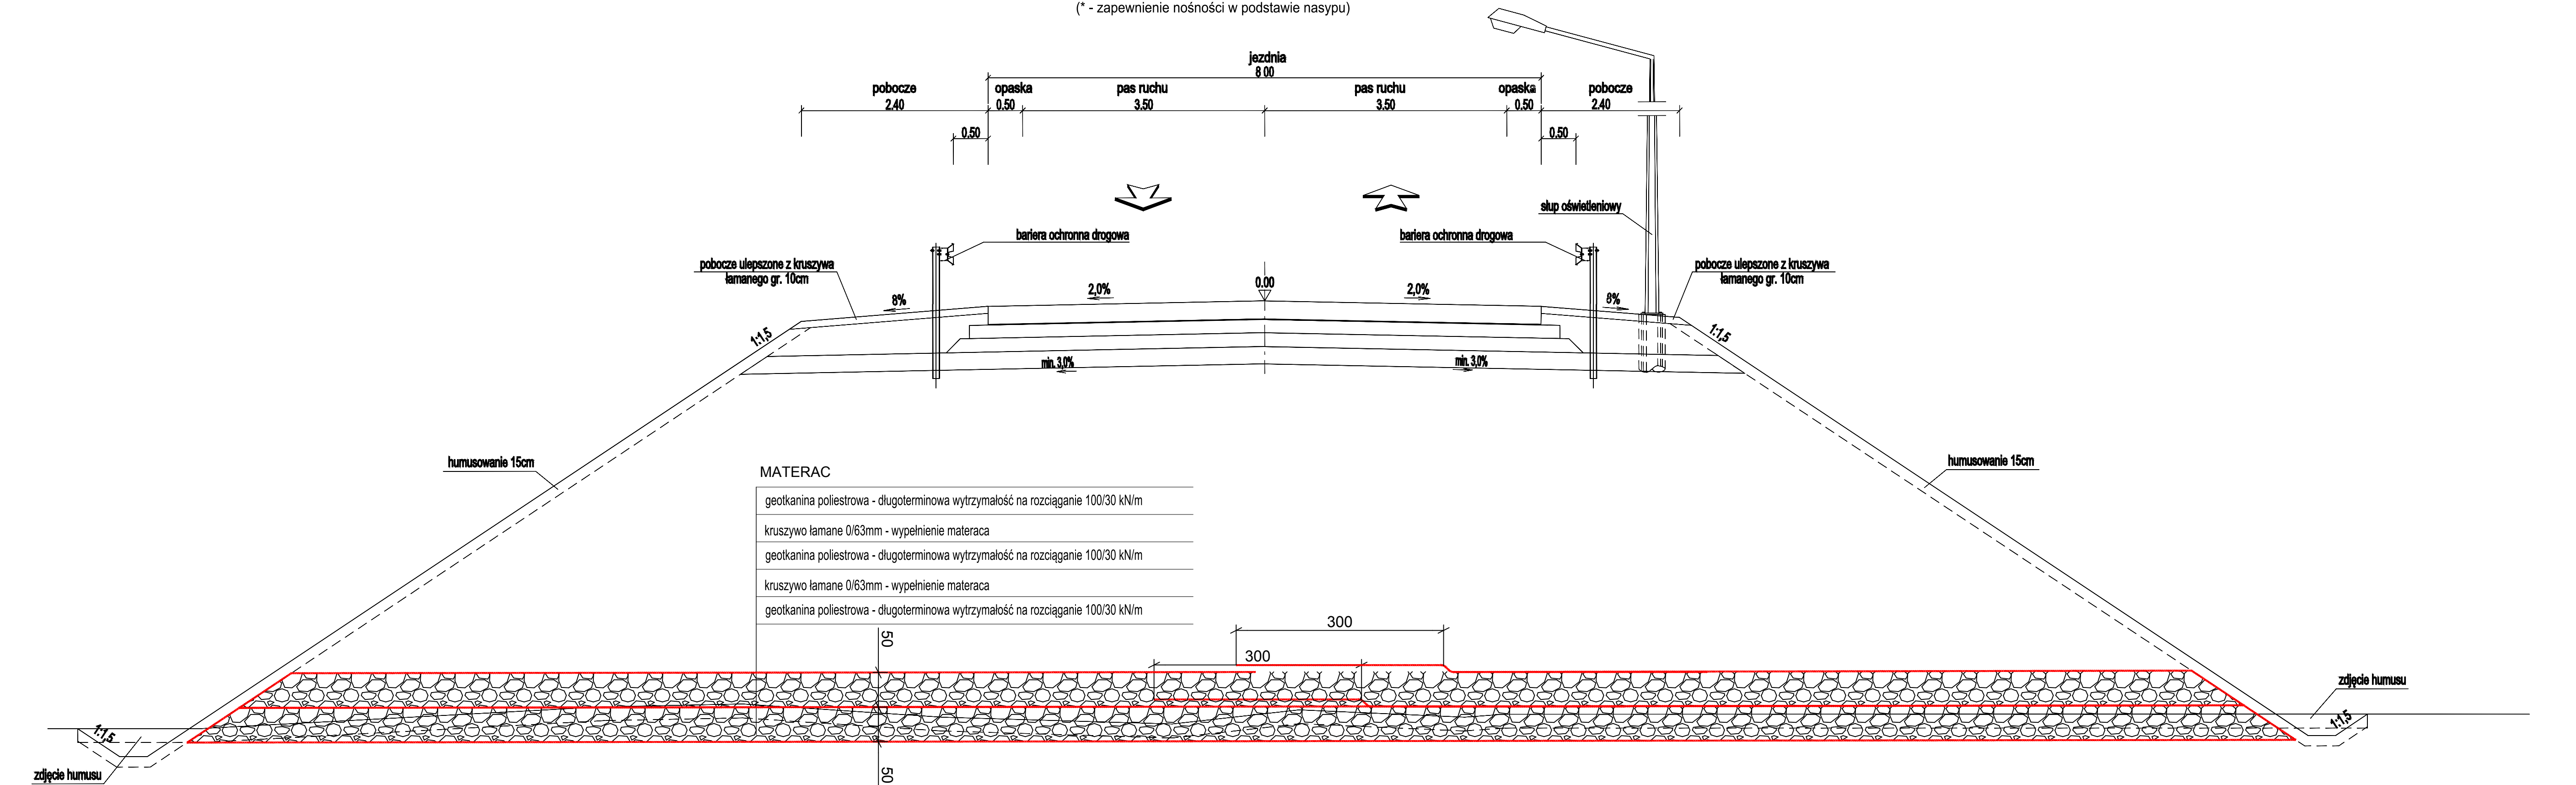 (* - zapewnienie nośności w podstawie nasypu)
jezdnia
8 00
pobocze
opaska
pas ruchu
pas ruchu
opaska
pobocze
2.40
0.50
3.50
3.50
0.50
2.40
0.50
0.50
słup oświetleniowy
bariera ochronna drogowa
bariera ochronna drogowa
pobocze ulepszone z kruszywa
łamanego gr. 10cm
pobocze ulepszone z kruszywa
łamanego gr. 10cm
8%
2,0%
0.00
2,0%
8%
1:1,5
1:1,5
min. 3,0%
min. 3,0%
humusowanie 15cm
humusowanie 15cm
MATERAC
geotkanina poliestrowa - długoterminowa wytrzymałość na rozciąganie 100/30 kN/m
kruszywo łamane 0/63mm - wypełnienie materaca
geotkanina poliestrowa - długoterminowa wytrzymałość na rozciąganie 100/30 kN/m
kruszywo łamane 0/63mm - wypełnienie materaca
geotkanina poliestrowa - długoterminowa wytrzymałość na rozciąganie 100/30 kN/m
50
300
300
zdjęcie humusu
1:1,5
1:1,5
zdjęcie humusu
50